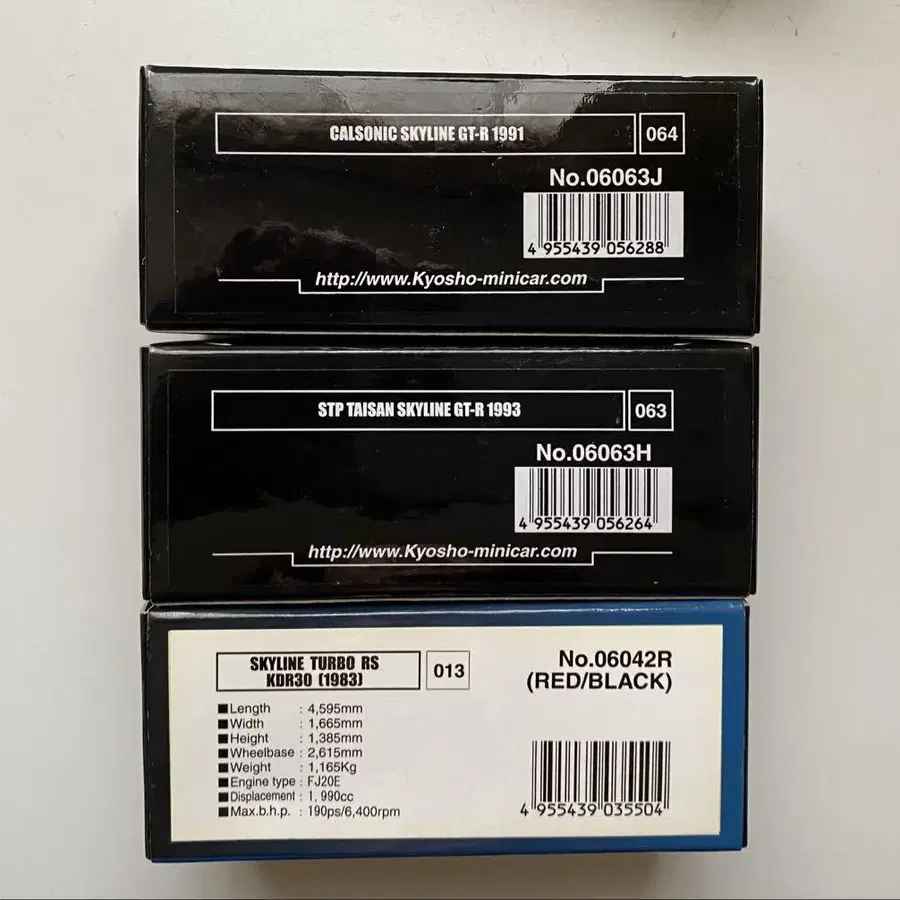 CALSONIC SKYLINE GT-R 1991 064
No.06063J
4 955439 056288
http://www.Kyosho-minicar.com
STP TAISAN SKYLINE GT-R 1993 063
No.06063H
4 955439 056264
http://www.Kyosho-minicar.com
SKYLINE TURBO RS
KDR30 (1983)
013
No.06042R
(RED/BLACK)
■Length : 4,595mm
■Width : 1,665mm
■Height : 1,385mm
■Wheelbase : 2,615mm
■Weight : 1,165Kg
■Engine type : FJ20E
■Displacement : 1,990cc
■Max.b.h.p. : 190ps/6,400rpm
4 955439 035504